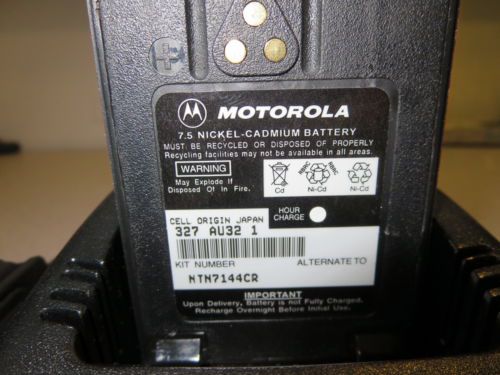 +
MOTOROLA
7.5 NICKEL-CADMIUM BATTERY
MUST BE RECYCLED OR DISPOSED OF PROPERLY
Recycling facilities may not be available in all areas.
WARNING
May Explode If
Disposed Of In Fire.
Cd
RBRC
Ni-Cd
Ni-Cd
CELL ORIGIN JAPAN
HOUR
CHARGE
327 AU32 1
KIT NUMBER
ALTERNATE TO
NTN7144CR
IMPORTANT
Upon Delivery, Battery is not Fully Charged.
Recharge Overnight Before Initial Use.